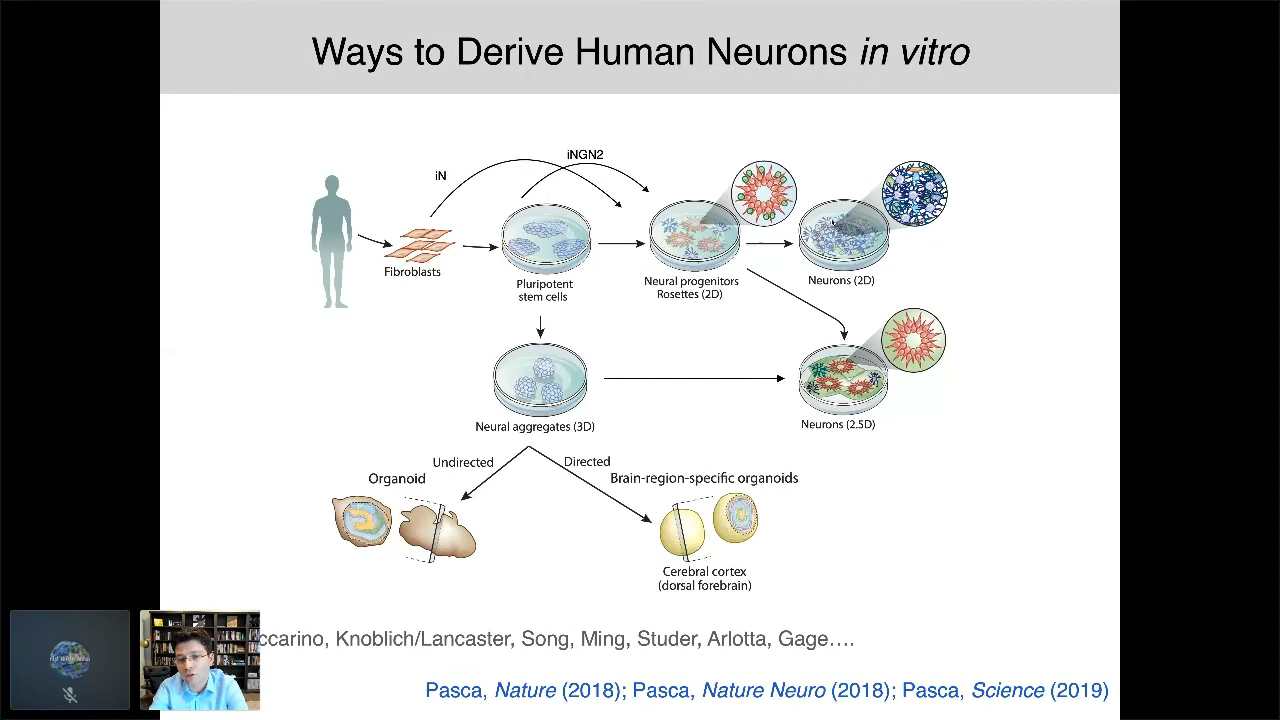 Ways to Derive Human Neurons in vitro
iN
iNGN2
Fibroblasts
Pluripotent
stem cells
Neural progenitors
Rosettes (2D)
Neurons (2D)
Neural aggregates (3D)
Neurons (2.5D)
Undirected
Directed
Organoid
Brain-region-specific organoids
Cerebral cortex
(dorsal forebrain)
ccarino, Knoblich/Lancaster, Song, Ming, Studer, Arlotta, Gage....
Pasca, Nature (2018); Pasca, Nature Neuro (2018); Pasca, Science (2019)